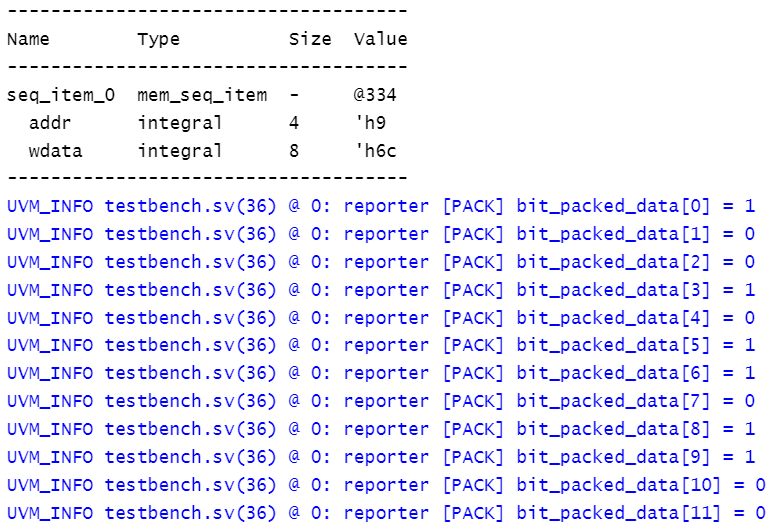 -------------------------------------
Name        Type          Size  Value
-------------------------------------
seq_item_0  mem_seq_item  -     @334
  addr      integral      4     'h9
  wdata     integral      8     'h6c
-------------------------------------
UVM_INFO testbench.sv(36) @ 0: reporter [PACK] bit_packed_data[0] = 1
UVM_INFO testbench.sv(36) @ 0: reporter [PACK] bit_packed_data[1] = 0
UVM_INFO testbench.sv(36) @ 0: reporter [PACK] bit_packed_data[2] = 0
UVM_INFO testbench.sv(36) @ 0: reporter [PACK] bit_packed_data[3] = 1
UVM_INFO testbench.sv(36) @ 0: reporter [PACK] bit_packed_data[4] = 0
UVM_INFO testbench.sv(36) @ 0: reporter [PACK] bit_packed_data[5] = 1
UVM_INFO testbench.sv(36) @ 0: reporter [PACK] bit_packed_data[6] = 1
UVM_INFO testbench.sv(36) @ 0: reporter [PACK] bit_packed_data[7] = 0
UVM_INFO testbench.sv(36) @ 0: reporter [PACK] bit_packed_data[8] = 1
UVM_INFO testbench.sv(36) @ 0: reporter [PACK] bit_packed_data[9] = 1
UVM_INFO testbench.sv(36) @ 0: reporter [PACK] bit_packed_data[10] = 0
UVM_INFO testbench.sv(36) @ 0: reporter [PACK] bit_packed_data[11] = 0